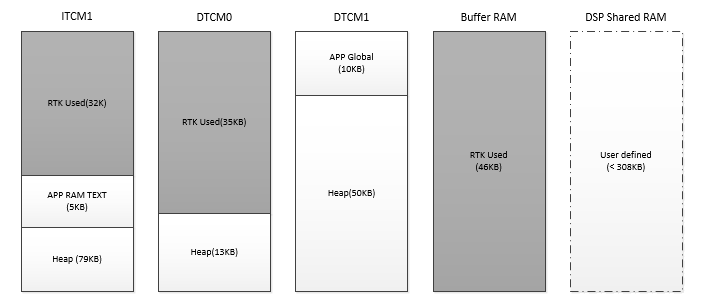 ITCM1
RTK Used(32K)
APP RAM TEXT
(5KB)
Heap (79KB)
DTCM0
RTK Used(35KB)
Heap(13KB)
DTCM1
APP Global
(10KB)
Heap(50KB)
Buffer RAM
RTK Used
(46KB)
DSP Shared RAM
User defined
(< 308KB)